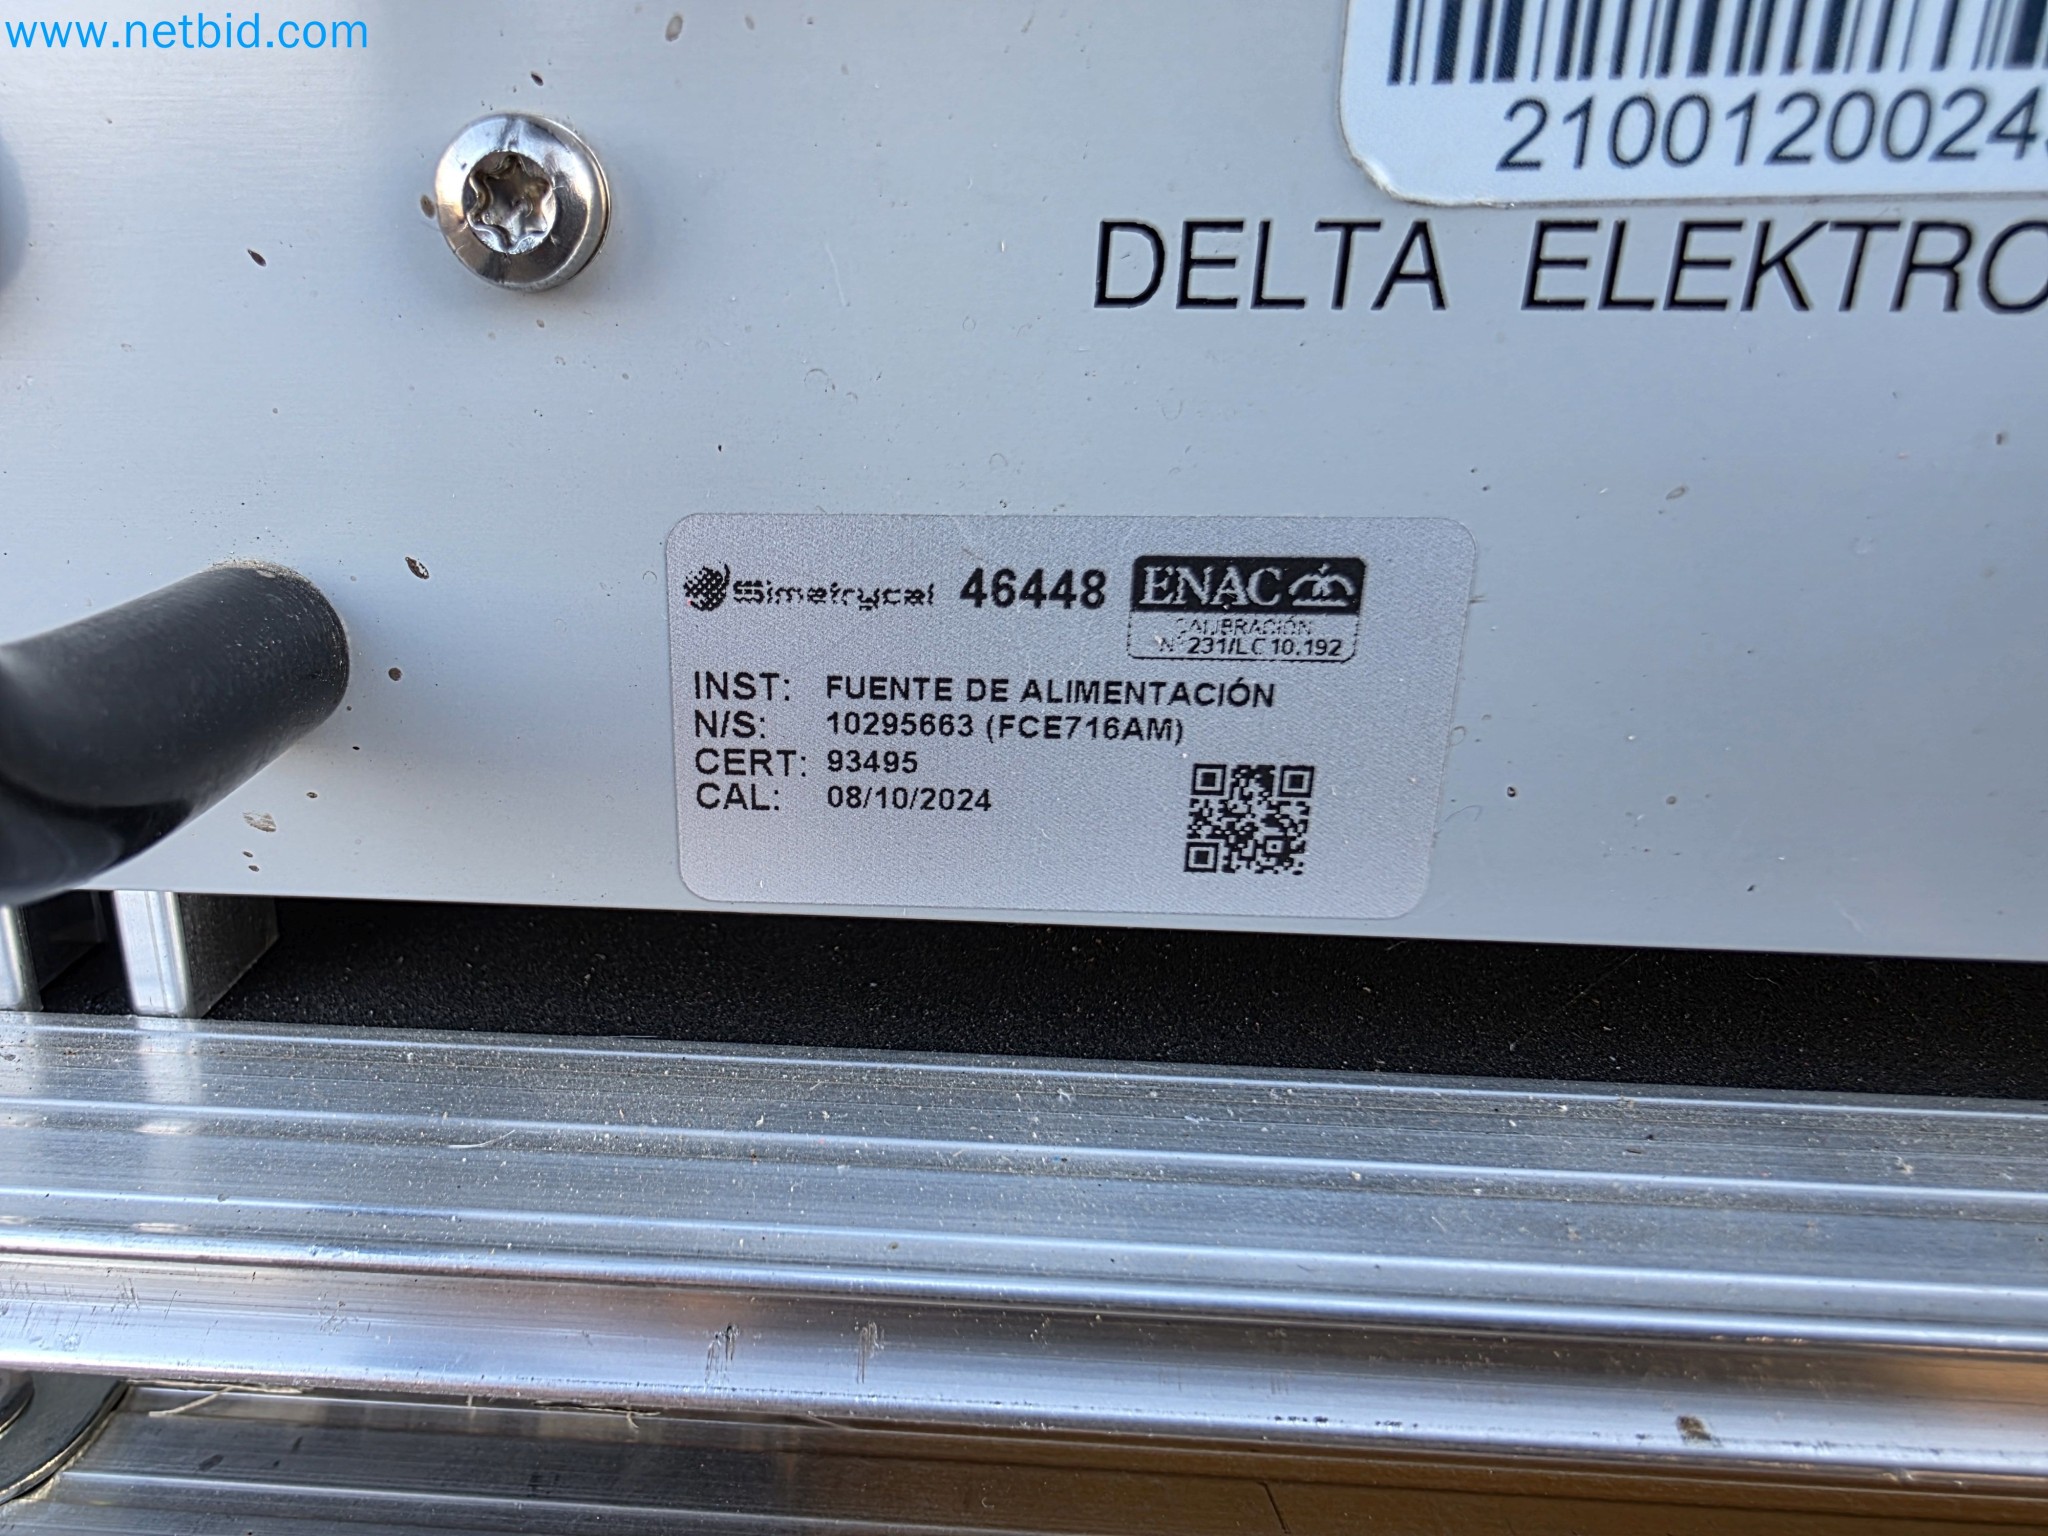 www.netbid.com
2100120024
DELTA ELEKTRO
Simetrycal 46448 ENAC
CALIBRACIÓN
Nº 231/LC10.192
INST: FUENTE DE ALIMENTACIÓN
N/S: 10295663 (FCE716AM)
CERT: 93495
CAL: 08/10/2024